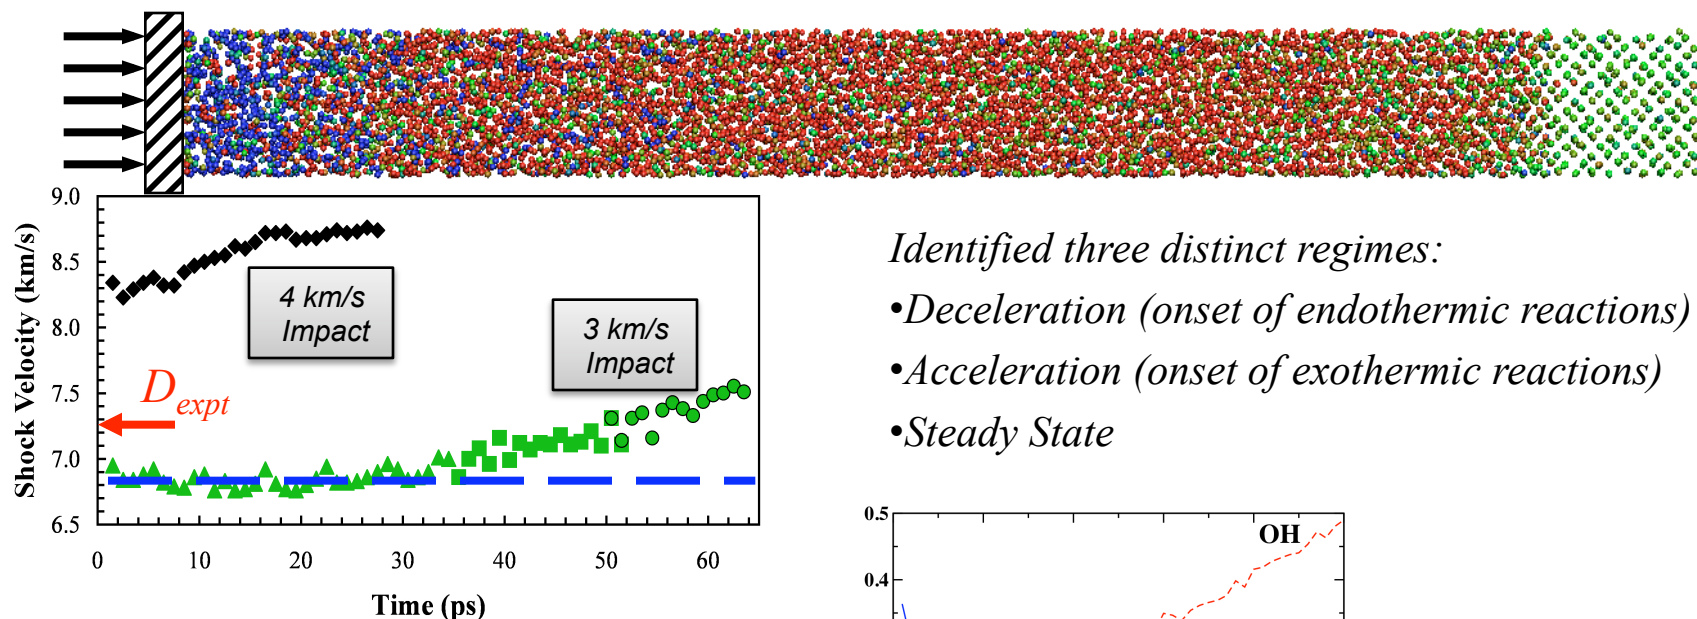 9.0
8.5
8.0
7.5
7.0
6.5
Shock Velocity (km/s)
4 km/s
Impact
3 km/s
Impact
D_expt
0 10 20 30 40 50 60
Time (ps)
Identified three distinct regimes:
•Deceleration (onset of endothermic reactions)
•Acceleration (onset of exothermic reactions)
•Steady State
0.5
OH
0.4